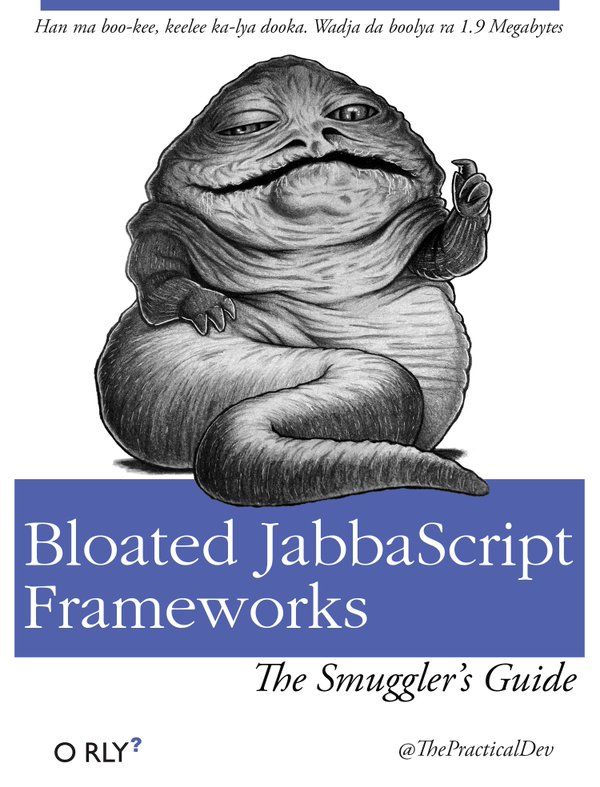 Han ma boo-kee, keelee ka-lya dooka. Wadja da boolya ra 1.9 Megabytes
Bloated JabbaScript
Frameworks
The Smuggler's Guide
O RLY?
@ThePracticalDev